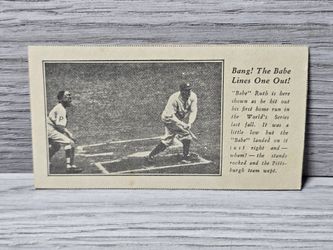 Bang! The Babe
Lines One Out!
"Babe" Ruth is here
shown as he hit out
his first home run in
the World's Series
last fall. It was a
little low but the
"Babe" landed on it
just right and —
wham! — the stands
rocked and the Pitts-
burgh team wept.
P